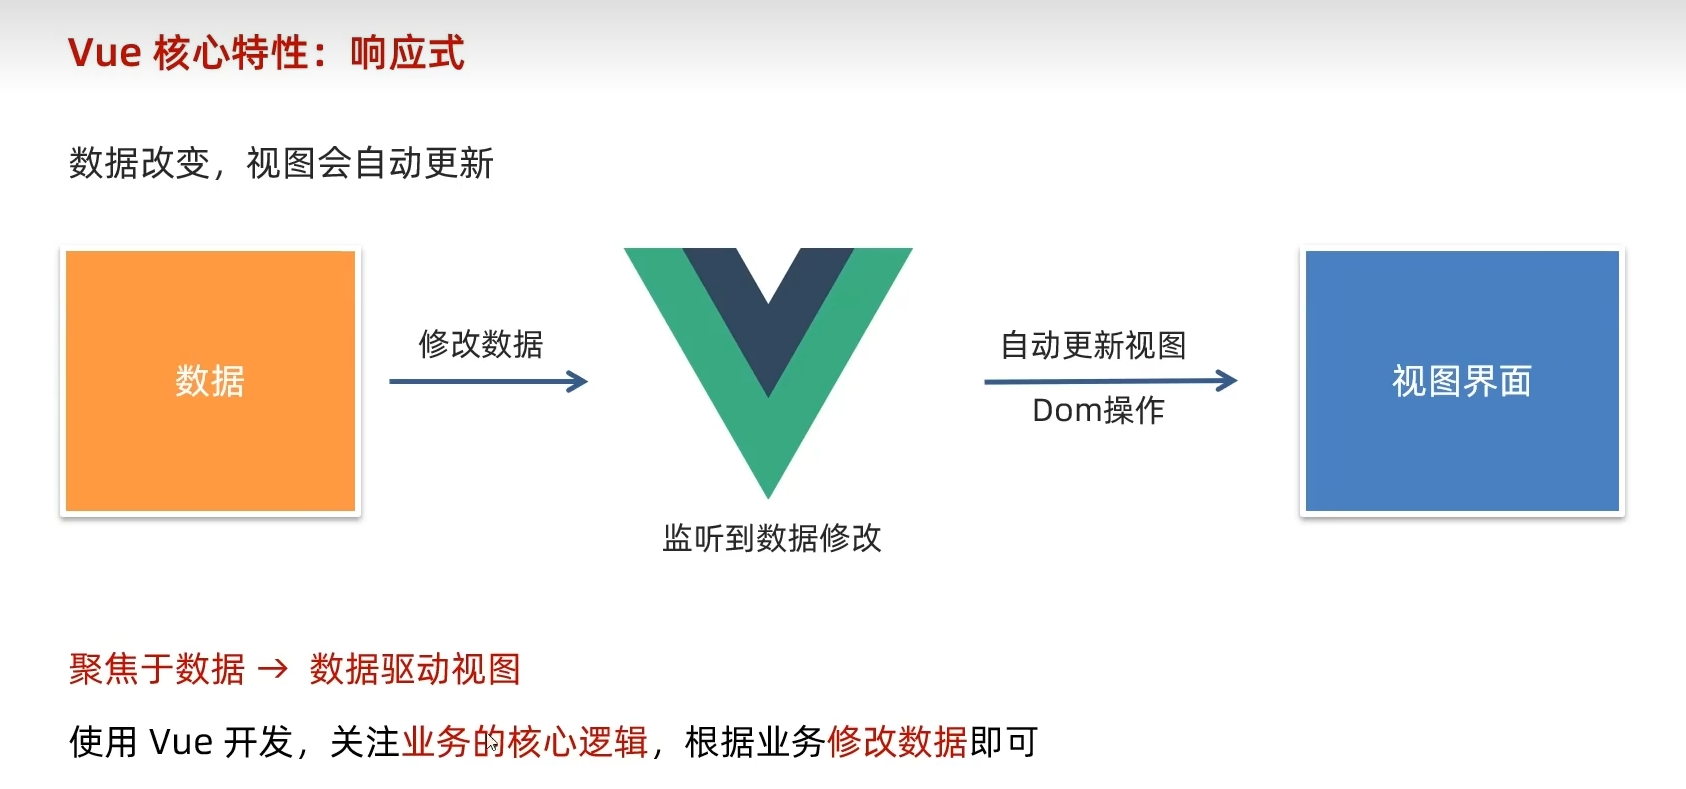 Vue 核心特性：响应式
数据改变，视图会自动更新
数据
修改数据
监听到数据修改
自动更新视图
Dom操作
视图界面
聚焦于数据 → 数据驱动视图
使用 Vue 开发，关注业务的核心逻辑，根据业务修改数据即可